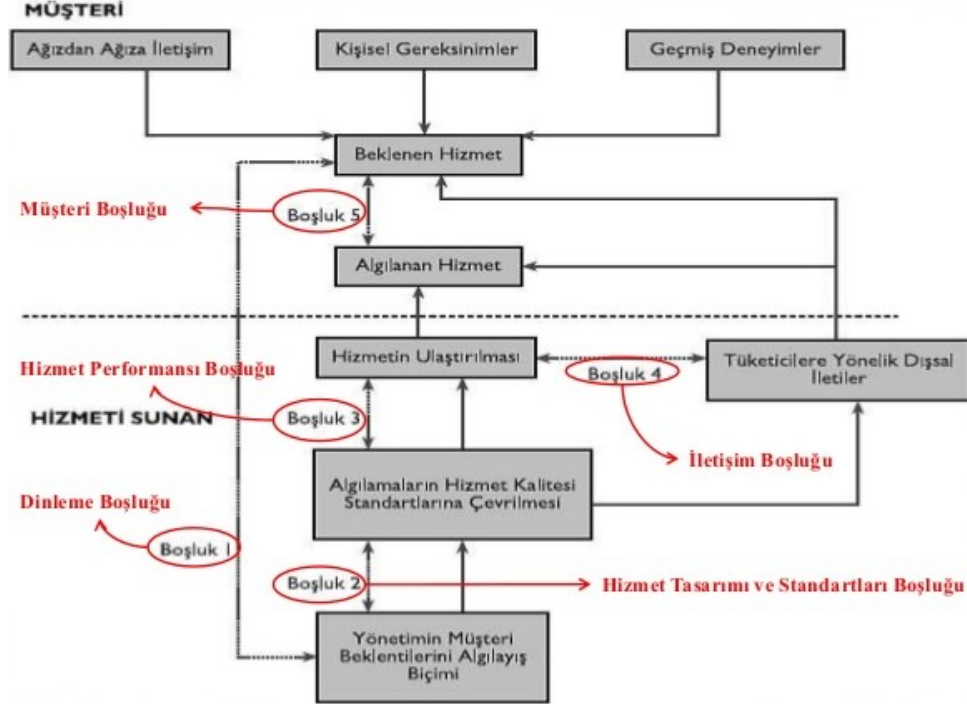 MÜŞTERİ
Ağızdan Ağıza İletişim
Kişisel Gereksinimler
Geçmiş Deneyimler
Beklenen Hizmet
Müşteri Boşluğu
Boşluk 5
Algılanan Hizmet
Hizmetin Ulaştırılması
Boşluk 4
Tüketicilere Yönelik Dışsal
İletiler
Hizmet Performansı Boşluğu
HİZMETİ SUNAN
Boşluk 3
İletişim Boşluğu
Algılamaların Hizmet Kalitesi
Standartlarına Çevrilmesi
Dinleme Boşluğu
Boşluk 1
Boşluk 2
Hizmet Tasarımı ve Standartları Boşluğu
Yönetimin Müşteri
Beklentilerini Algılayış
Biçimi